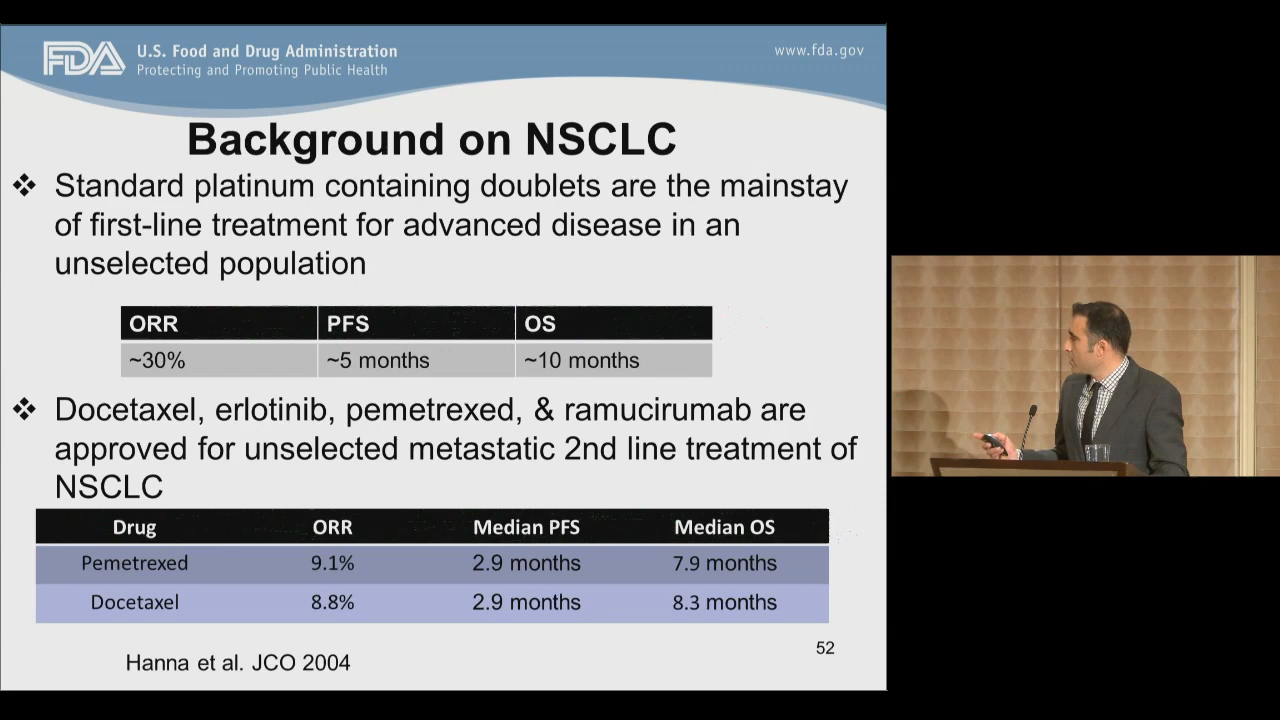 FDA U.S. Food and Drug Administration
Protecting and Promoting Public Health
www.fda.gov
Background on NSCLC
❖ Standard platinum containing doublets are the mainstay
of first-line treatment for advanced disease in an
unselected population
ORR PFS OS
~30% ~5 months ~10 months
❖ Docetaxel, erlotinib, pemetrexed, & ramucirumab are
approved for unselected metastatic 2nd line treatment of
NSCLC
Drug ORR Median PFS Median OS
Pemetrexed 9.1% 2.9 months 7.9 months
Docetaxel 8.8% 2.9 months 8.3 months
52
Hanna et al. JCO 2004